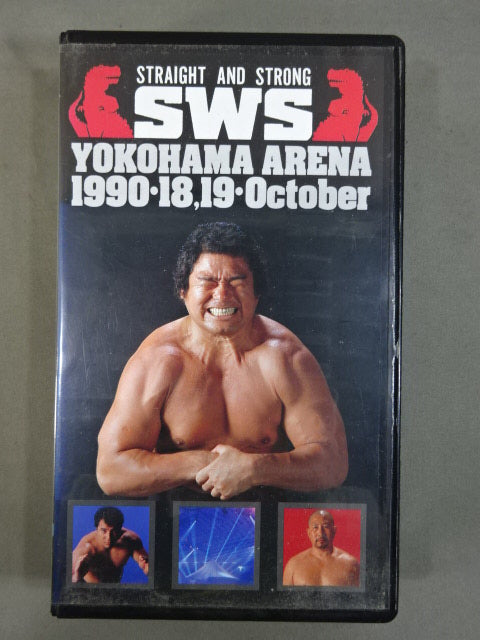 STRAIGHT AND STRONG
SWS
YOKOHAMA ARENA
1990·18,19·October